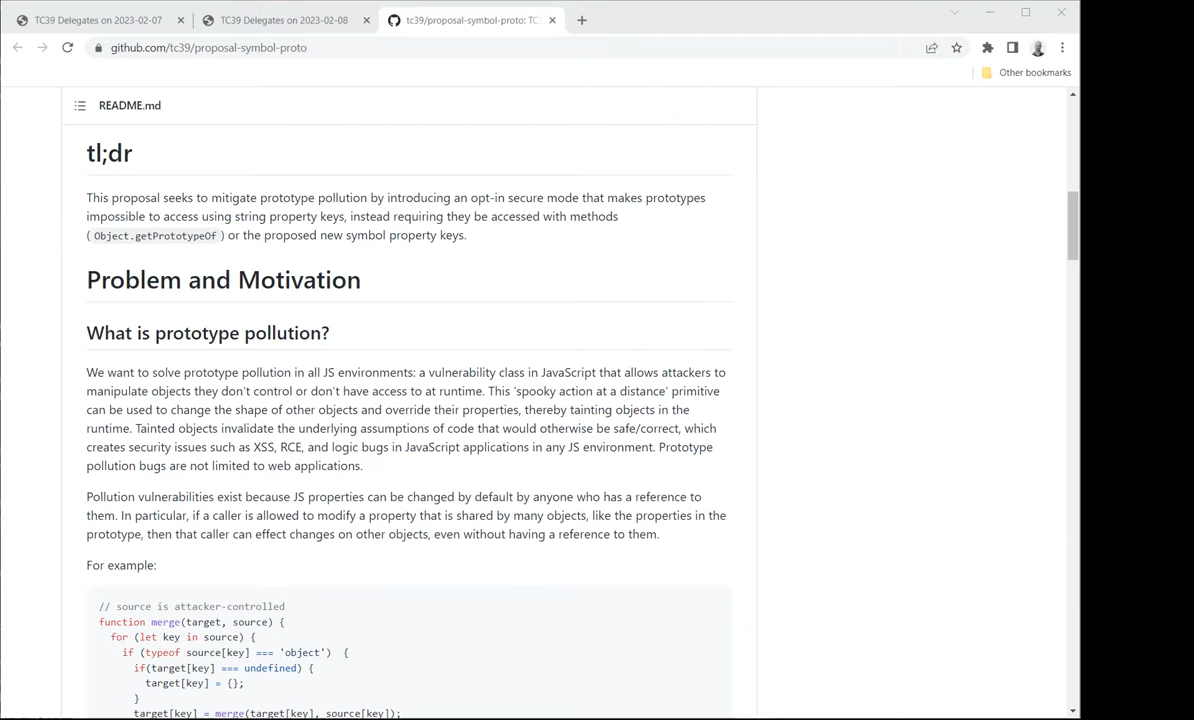 TC39 Delegates on 2023-02-07
TC39 Delegates on 2023-02-08
tc39/proposal-symbol-proto: TC3
github.com/tc39/proposal-symbol-proto
Other bookmarks
README.md
tl;dr
This proposal seeks to mitigate prototype pollution by introducing an opt-in secure mode that makes prototypes
impossible to access using string property keys, instead requiring they be accessed with methods
(Object.getPrototypeOf) or the proposed new symbol property keys.
Problem and Motivation
What is prototype pollution?
We want to solve prototype pollution in all JS environments: a vulnerability class in JavaScript that allows attackers to
manipulate objects they don't control or don't have access to at runtime. This 'spooky action at a distance' primitive
can be used to change the shape of other objects and override their properties, thereby tainting objects in the
runtime. Tainted objects invalidate the underlying assumptions of code that would otherwise be safe/correct, which
creates security issues such as XSS, RCE, and logic bugs in JavaScript applications in any JS environment. Prototype
pollution bugs are not limited to web applications.
Pollution vulnerabilities exist because JS properties can be changed by default by anyone who has a reference to
them. In particular, if a caller is allowed to modify a property that is shared by many objects, like the properties in the
prototype, then that caller can effect changes on other objects, even without having a reference to them.
For example:
// source is attacker-controlled
function merge(target, source) {
for (let key in source) {
if (typeof source[key] === 'object') {
if(target[key] === undefined) {
target[key] = {};
}
target[key] = merge(target[key], source[key]);